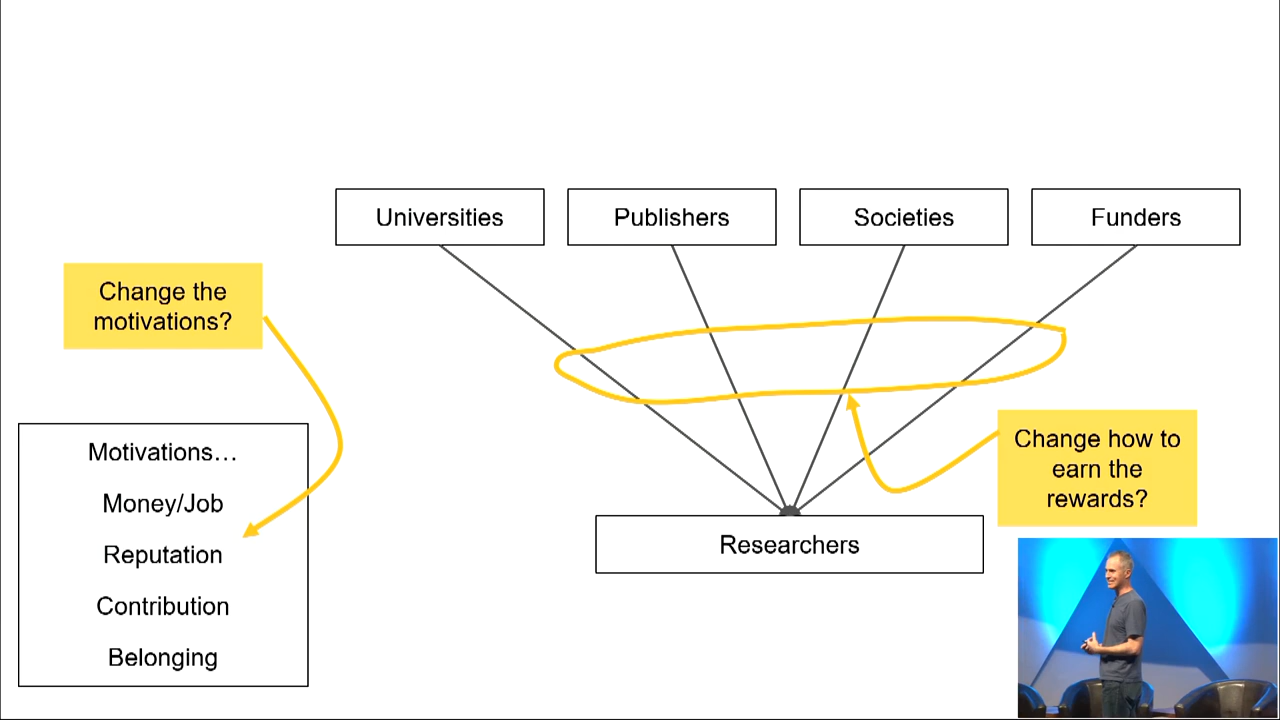 Universities
Publishers
Societies
Funders
Change the
motivations?
Motivations…
Money/Job
Reputation
Contribution
Belonging
Change how to
earn the
rewards?
Researchers